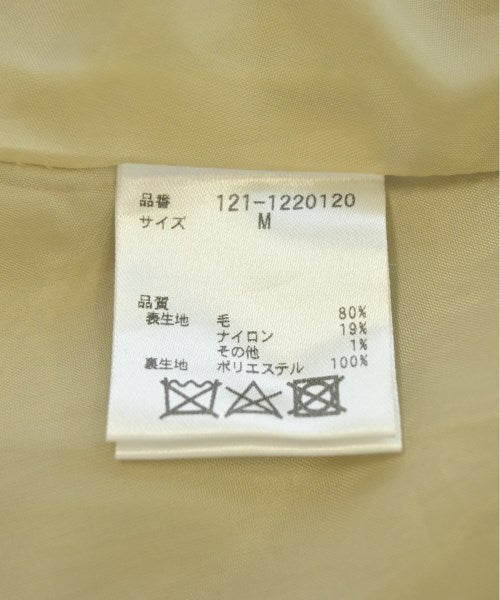 品番 121-1220120
サイズ M
品質
表生地 毛 80%
ナイロン 19%
その他 1%
裏生地 ポリエステル 100%